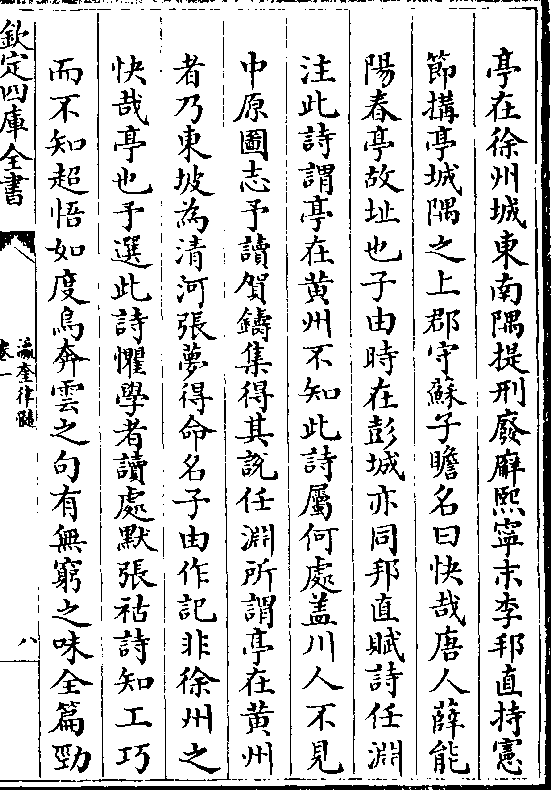 亭在徐州城東南隅提刑廢廨熙寧末李邦直持憲
節搆亭城隅之上郡守蘇子瞻名曰快哉唐人薛能
陽春亭故址也子由時在彭城亦同邦直賦詩任淵
注此詩謂亭在黄州不知此詩屬何處盖川人不見
中原圖志予讀賀鑄集得其說任淵所謂亭在黄州
者乃東坡為清河張夢得命名子由作記非徐州之
快哉亭也予選此詩懼學者讀處默張祜詩知工巧
而不知超悟如度鳥奔雲之句有無窮之味全篇勁
欽定四庫全書
瀛奎律髓
卷一
八